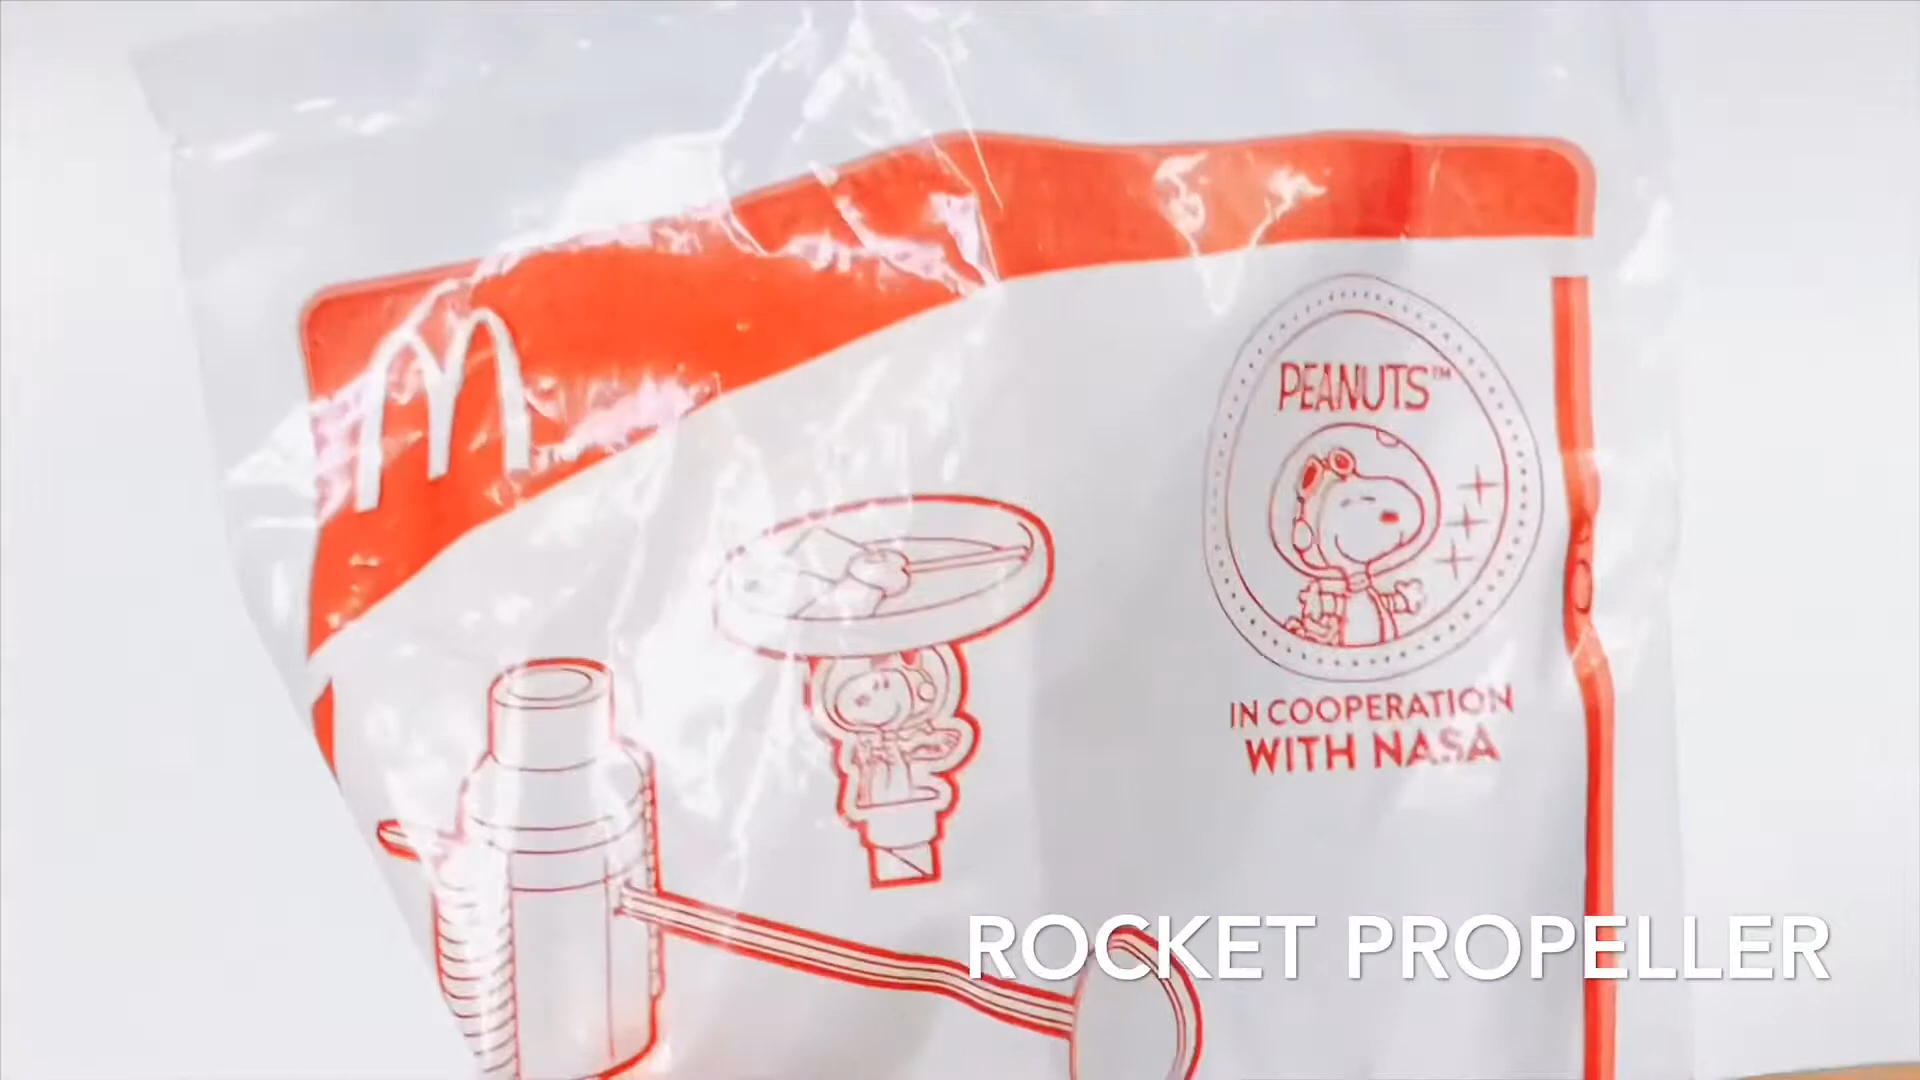 M
PEANUTS™
IN COOPERATION
WITH NASA
ROCKET PROPELLER